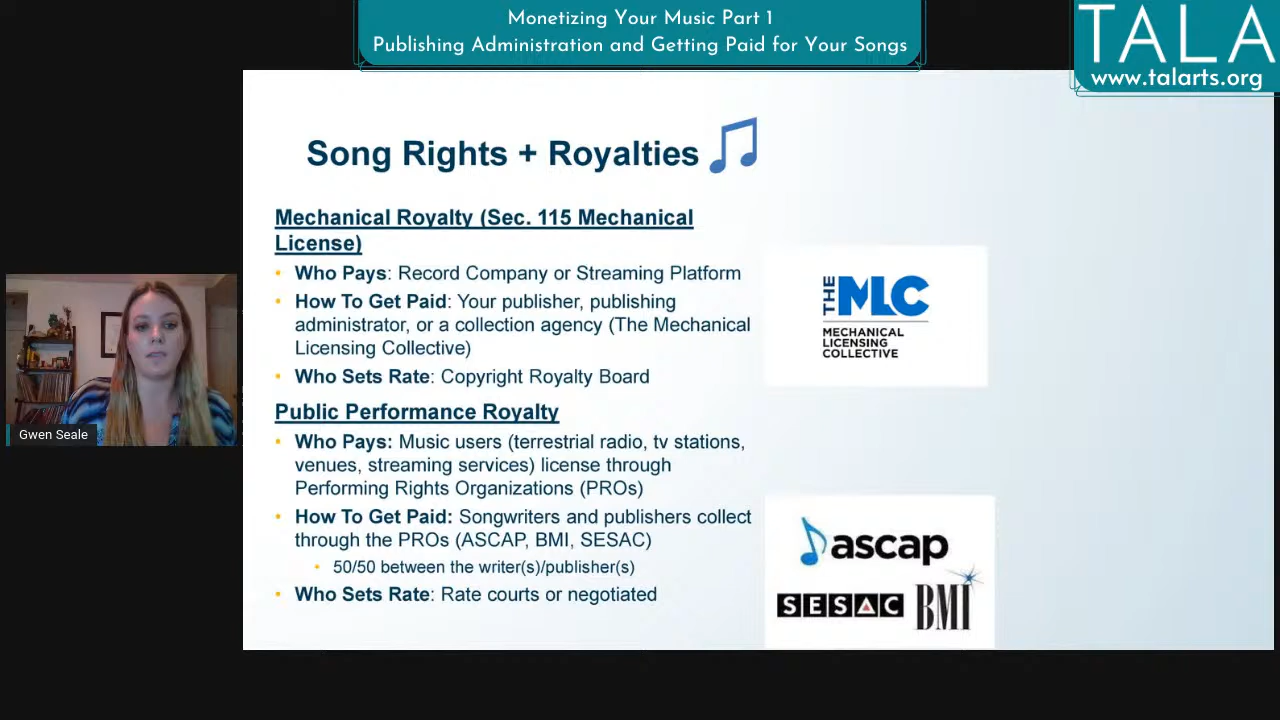 Monetizing Your Music Part 1
Publishing Administration and Getting Paid for Your Songs
TALA
www.talarts.org
Song Rights + Royalties
Mechanical Royalty (Sec. 115 Mechanical
License)
• Who Pays: Record Company or Streaming Platform
• How To Get Paid: Your publisher, publishing
administrator, or a collection agency (The Mechanical
Licensing Collective)
• Who Sets Rate: Copyright Royalty Board
Public Performance Royalty
• Who Pays: Music users (terrestrial radio, tv stations,
venues, streaming services) license through
Performing Rights Organizations (PROs)
• How To Get Paid: Songwriters and publishers collect
through the PROs (ASCAP, BMI, SESAC)
• 50/50 between the writer(s)/publisher(s)
• Who Sets Rate: Rate courts or negotiated
THE MLC
MECHANICAL
LICENSING
COLLECTIVE
ascap
SESAC BMI
Gwen Seale